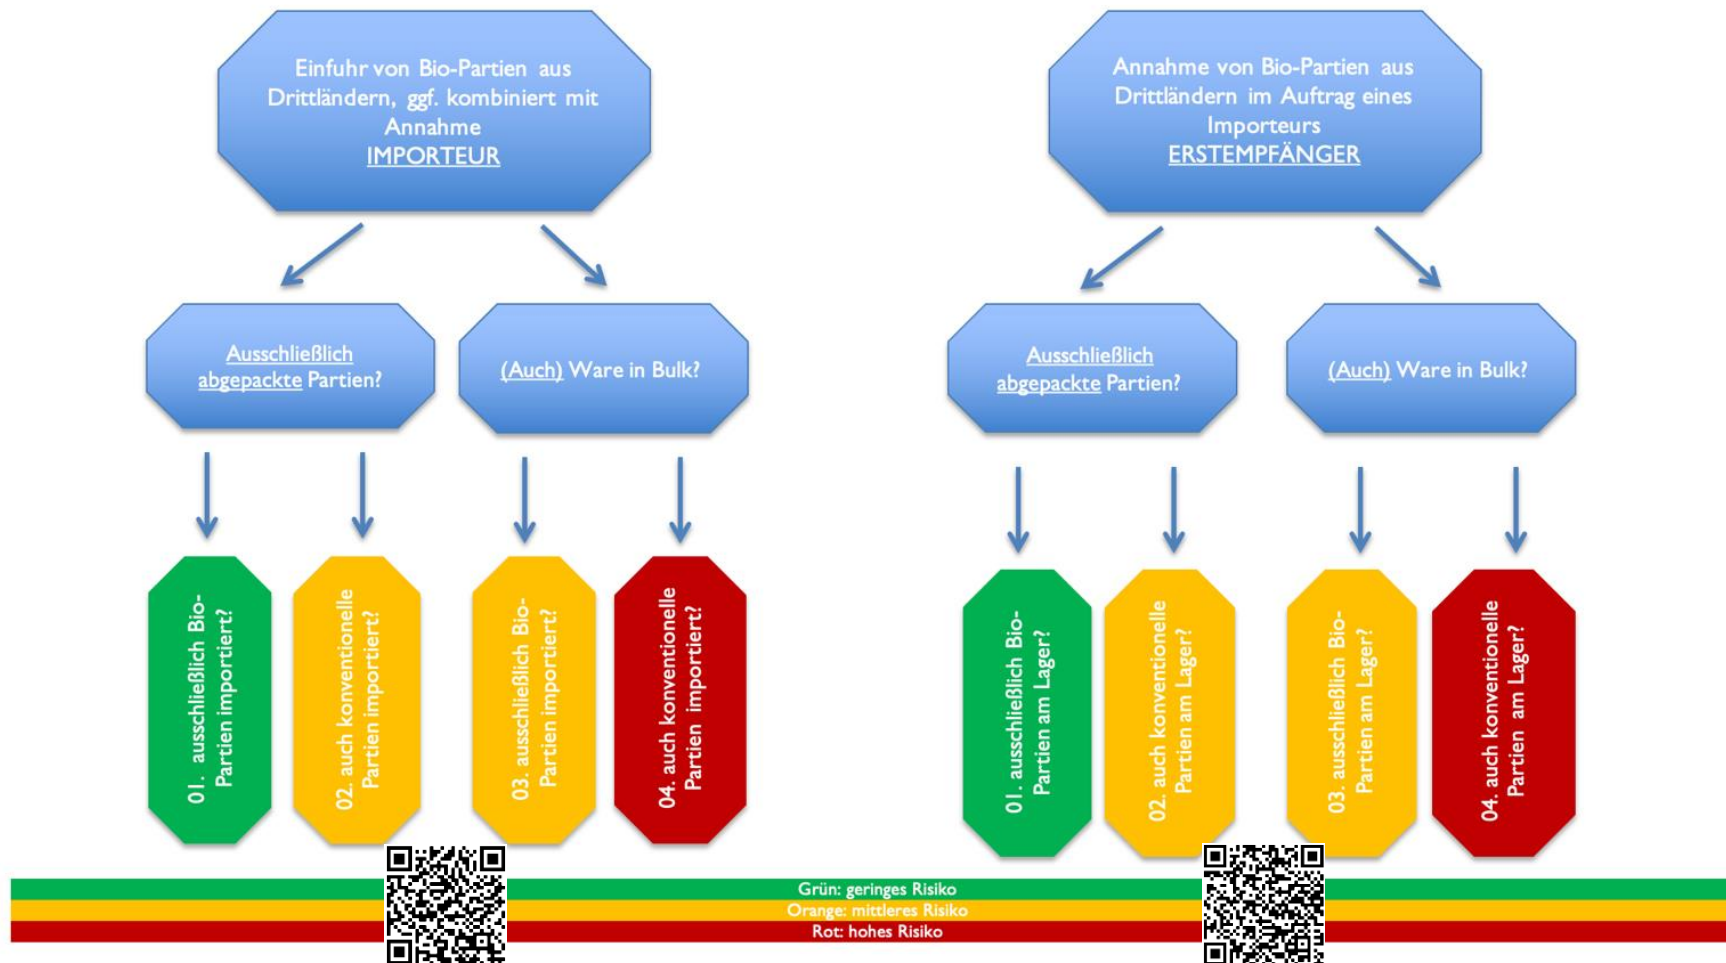 Einfuhr von Bio-Partien aus
Drittländern, ggf. kombiniert mit
Annahme
IMPORTEUR
Annahme von Bio-Partien aus
Drittländern im Auftrag eines
Importeurs
ERSTEMPFÄNGER
Ausschließlich
abgepackte Partien?
(Auch) Ware in Bulk?
Ausschließlich
abgepackte Partien?
(Auch) Ware in Bulk?
01. ausschließlich Bio-
Partien importiert?
02. auch konventionelle
Partien importiert?
03. ausschließlich Bio-
Partien importiert?
04. auch konventionelle
Partien importiert?
01. ausschließlich Bio-
Partien am Lager?
02. auch konventionelle
Partien am Lager?
03. ausschließlich Bio-
Partien am Lager?
04. auch konventionelle
Partien am Lager?
Grün: geringes Risiko
Orange: mittleres Risiko
Rot: hohes Risiko